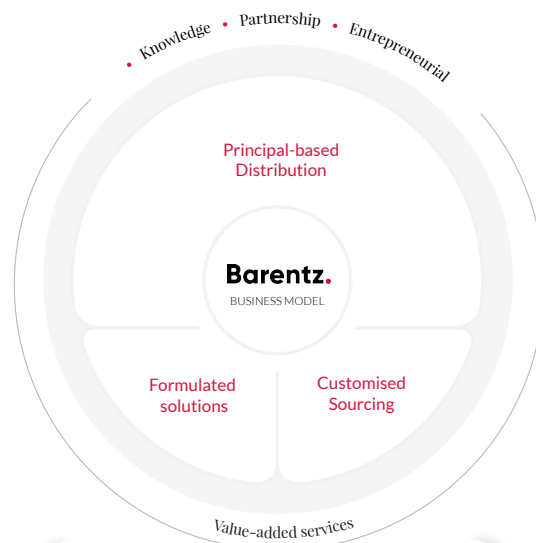 • Knowledge • Partnership • Entrepreneurial
Principal-based
Distribution
Barentz.
BUSINESS MODEL
Formulated
solutions
Customised
Sourcing
Value-added services